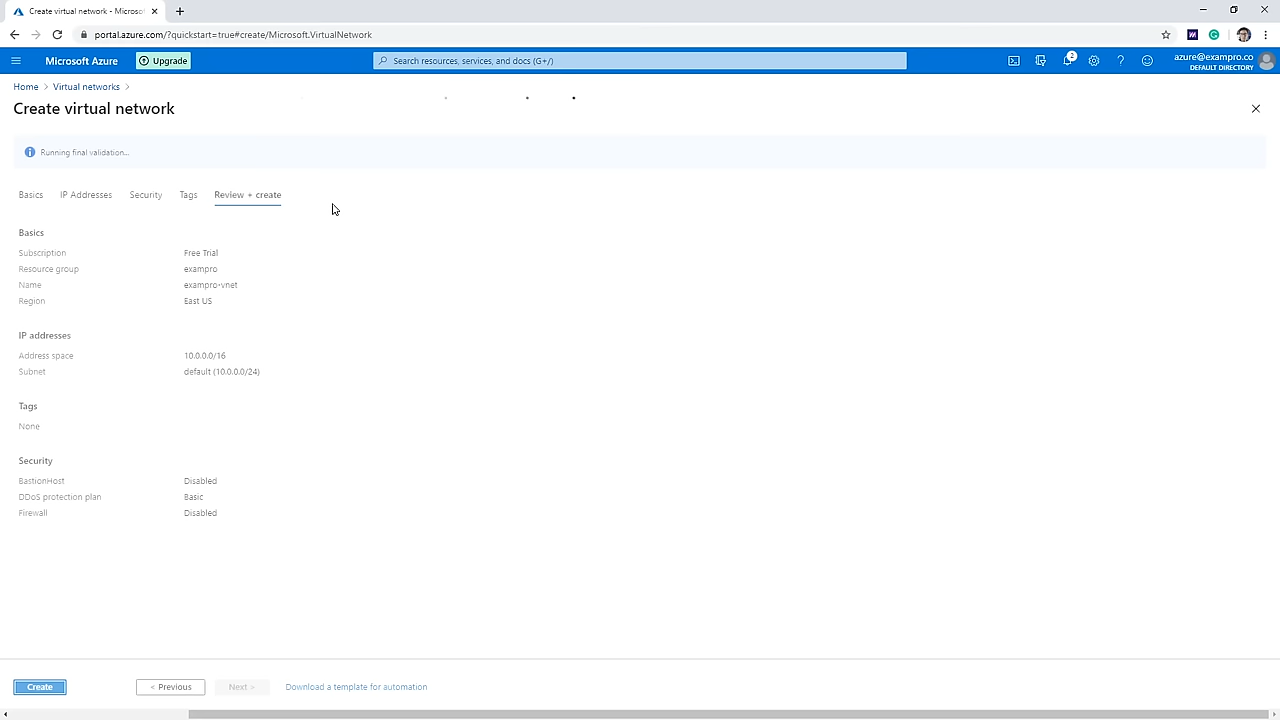 Create virtual network - Microso
portal.azure.com/?quickstart=true#create/Microsoft.VirtualNetwork
Microsoft Azure
Upgrade
Search resources, services, and docs (G+/)
2
azure@exampro.co
DEFAULT DIRECTORY
Home > Virtual networks >
Create virtual network
Running final validation...
Basics IP Addresses Security Tags Review + create
Basics
Subscription Free Trial
Resource group exampro
Name exampro-vnet
Region East US
IP addresses
Address space 10.0.0.0/16
Subnet default (10.0.0.0/24)
Tags
None
Security
BastionHost Disabled
DDoS protection plan Basic
Firewall Disabled
Create < Previous Next > Download a template for automation